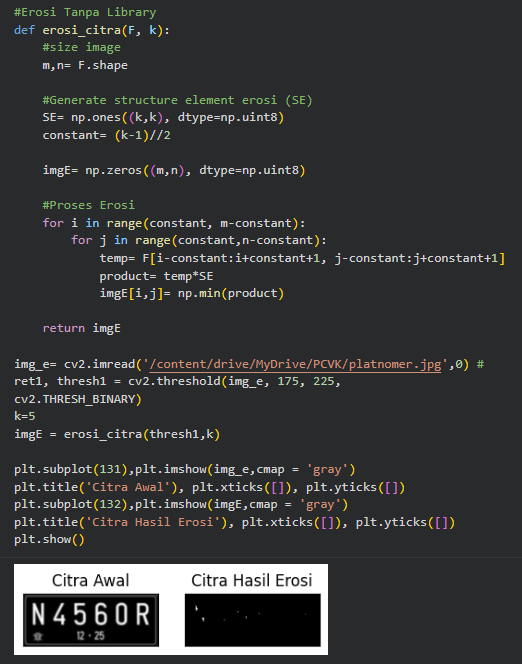 #Erosi Tanpa Library
def erosi_citra(F, k):
    #size image
    m,n= F.shape

    #Generate structure element erosi (SE)
    SE= np.ones((k,k), dtype=np.uint8)
    constant= (k-1)//2

    imgE= np.zeros((m,n), dtype=np.uint8)

    #Proses Erosi
    for i in range(constant, m-constant):
        for j in range(constant,n-constant):
            temp= F[i-constant:i+constant+1, j-constant:j+constant+1]
            product= temp*SE
            imgE[i,j]= np.min(product)

    return imgE

img_e= cv2.imread('/content/drive/MyDrive/PCVK/platnomer.jpg',0) #
ret1, thresh1 = cv2.threshold(img_e, 175, 225,
cv2.THRESH_BINARY)
k=5
imgE = erosi_citra(thresh1,k)

plt.subplot(131),plt.imshow(img_e,cmap = 'gray')
plt.title('Citra Awal'), plt.xticks([]), plt.yticks([])
plt.subplot(132),plt.imshow(imgE,cmap = 'gray')
plt.title('Citra Hasil Erosi'), plt.xticks([]), plt.yticks([])
plt.show()
Citra Awal
Citra Hasil Erosi
N4560R
12·25